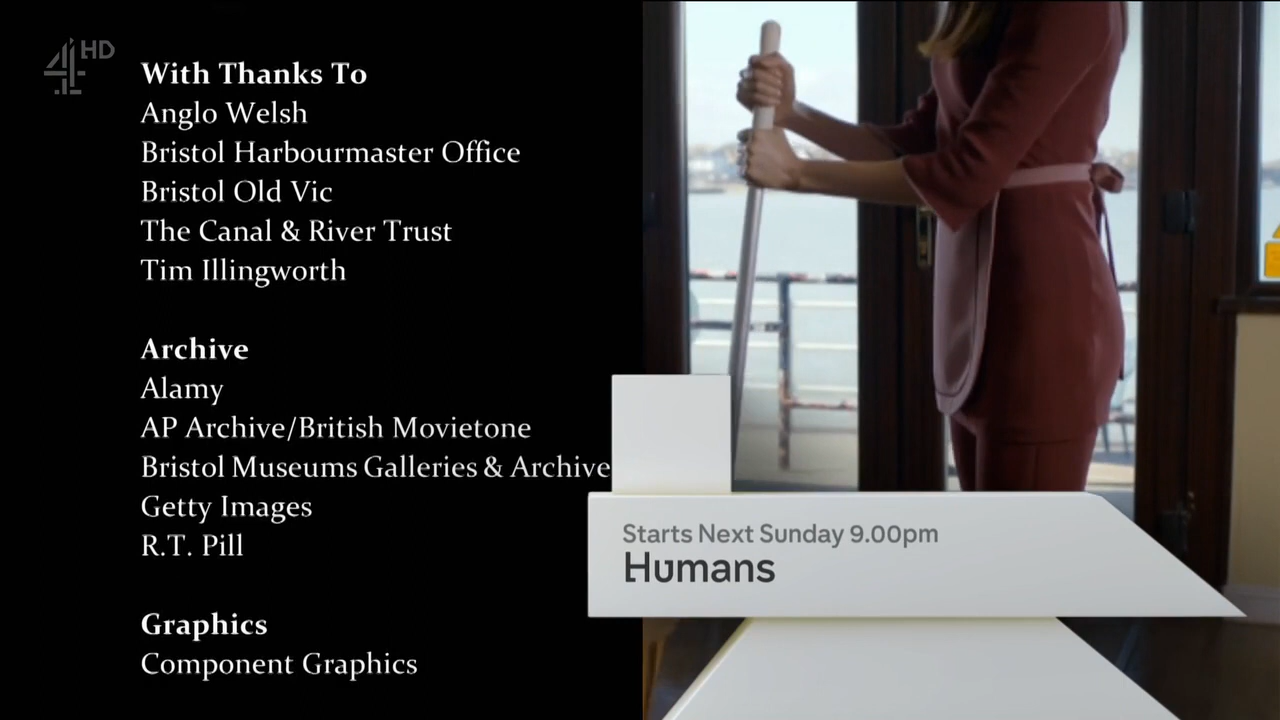 4 HD
With Thanks To
Anglo Welsh
Bristol Harbourmaster Office
Bristol Old Vic
The Canal & River Trust
Tim Illingworth
Archive
Alamy
AP Archive/British Movietone
Bristol Museums Galleries & Archive
Getty Images
R.T. Pill
Graphics
Component Graphics
Starts Next Sunday 9.00pm
Humans